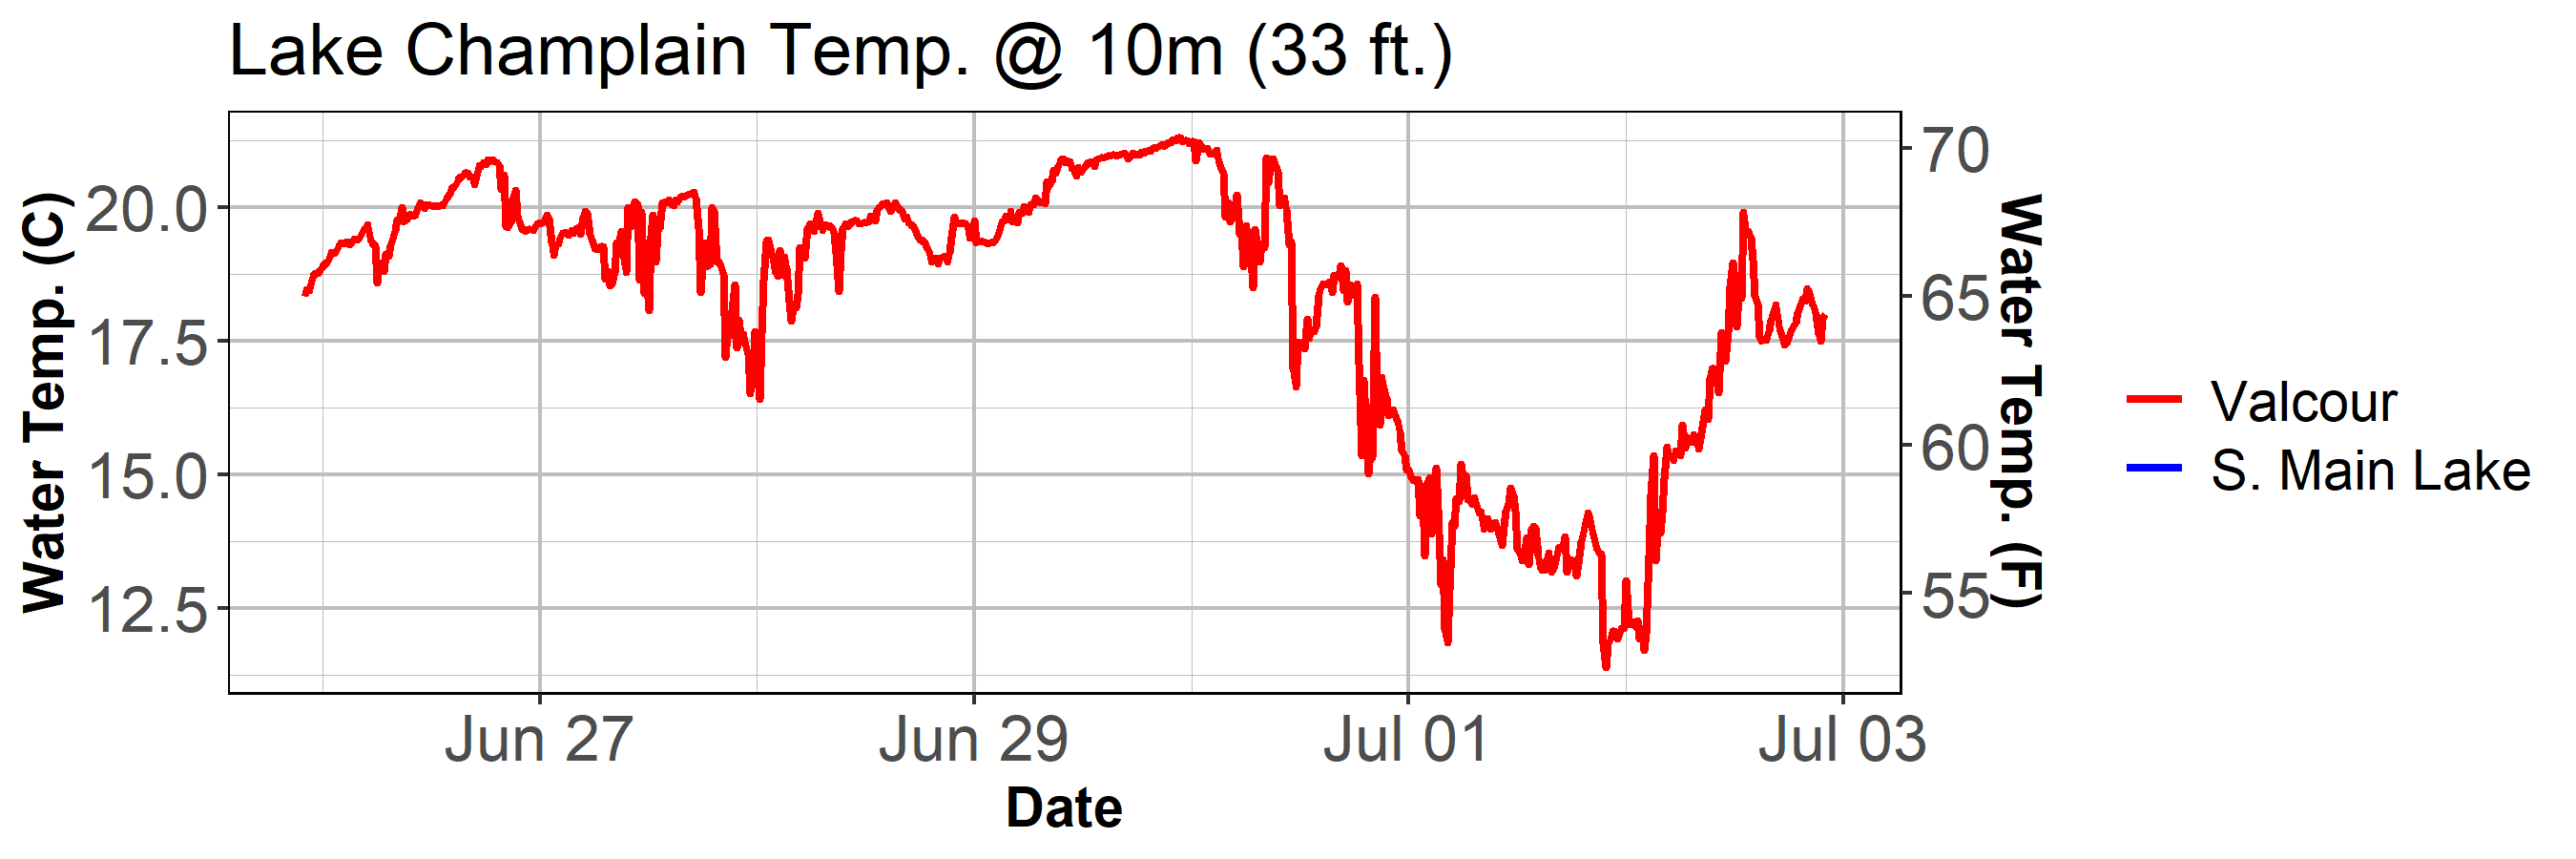 Lake Champlain Temp. @ 10m (33 ft.)
Water Temp. (C)
20.0
17.5
15.0
12.5
70
65
60
55
Water Temp. (F)
Jun 27
Jun 29
Jul 01
Jul 03
Date
Valcour
S. Main Lake